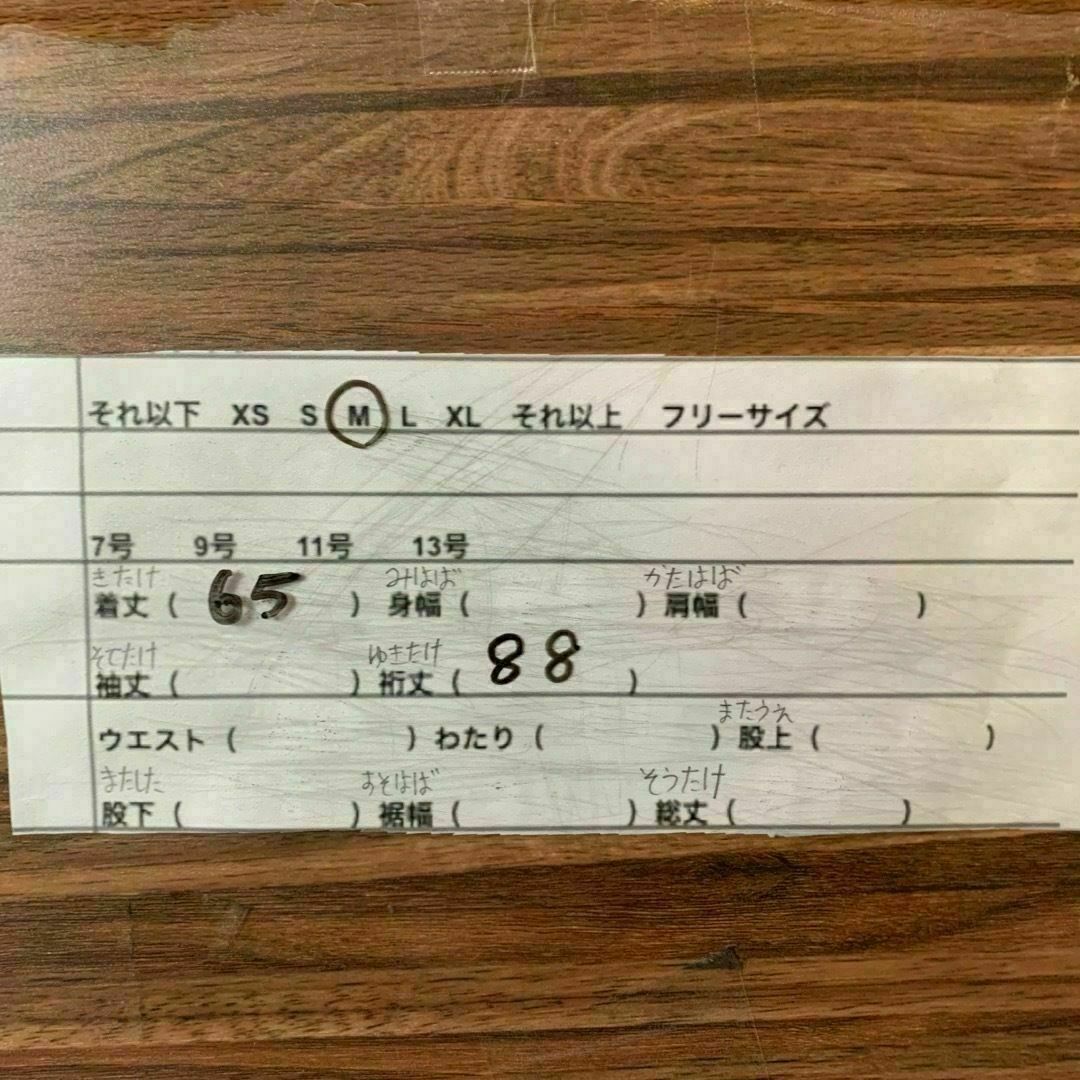 それ以下 XS S M L XL それ以上 フリーサイズ
7号 9号 11号 13号
きたけ みはば かたはば
着丈 ( 65 ) 身幅 ( ) 肩幅 ( )
そでたけ ゆきたけ
袖丈 ( ) 裄丈 ( 88 )
またうえ
ウエスト ( ) わたり ( ) 股上 ( )
またした すそはば そうたけ
股下 ( ) 裾幅 ( ) 総丈 ( )